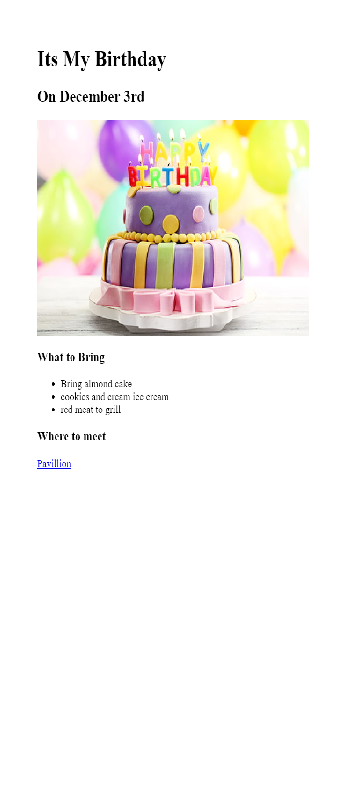 Its My Birthday
On December 3rd
HAPPY
BIRTHDAY
What to Bring
Bring almond cake
cookies and cream ice cream
red meat to grill
Where to meet
Pavillion